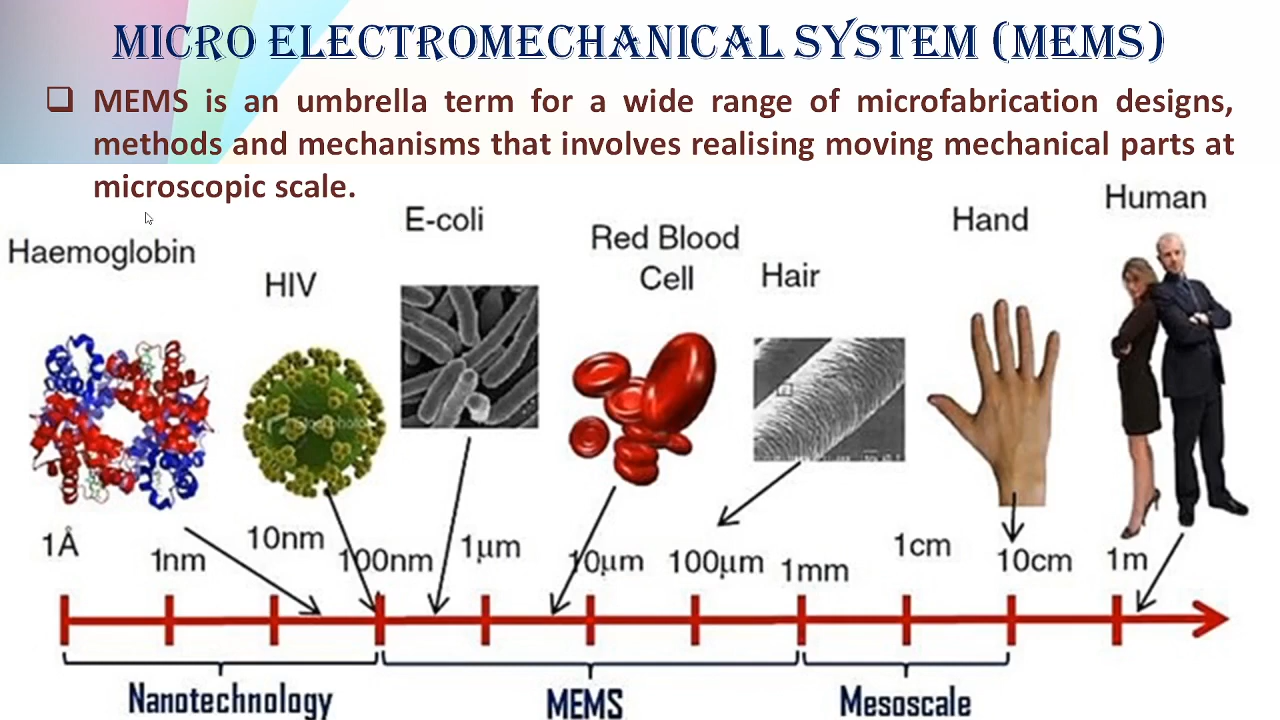 MICRO ELECTROMECHANICAL SYSTEM (MEMS)
❑ MEMS is an umbrella term for a wide range of microfabrication designs,
methods and mechanisms that involves realising moving mechanical parts at
microscopic scale.
Haemoglobin
HIV
E-coli
Red Blood
Cell
Hair
Hand
Human
1Å
1nm
10nm
100nm
1μm
10μm
100μm
1mm
1cm
10cm
1m
Nanotechnology
MEMS
Mesoscale